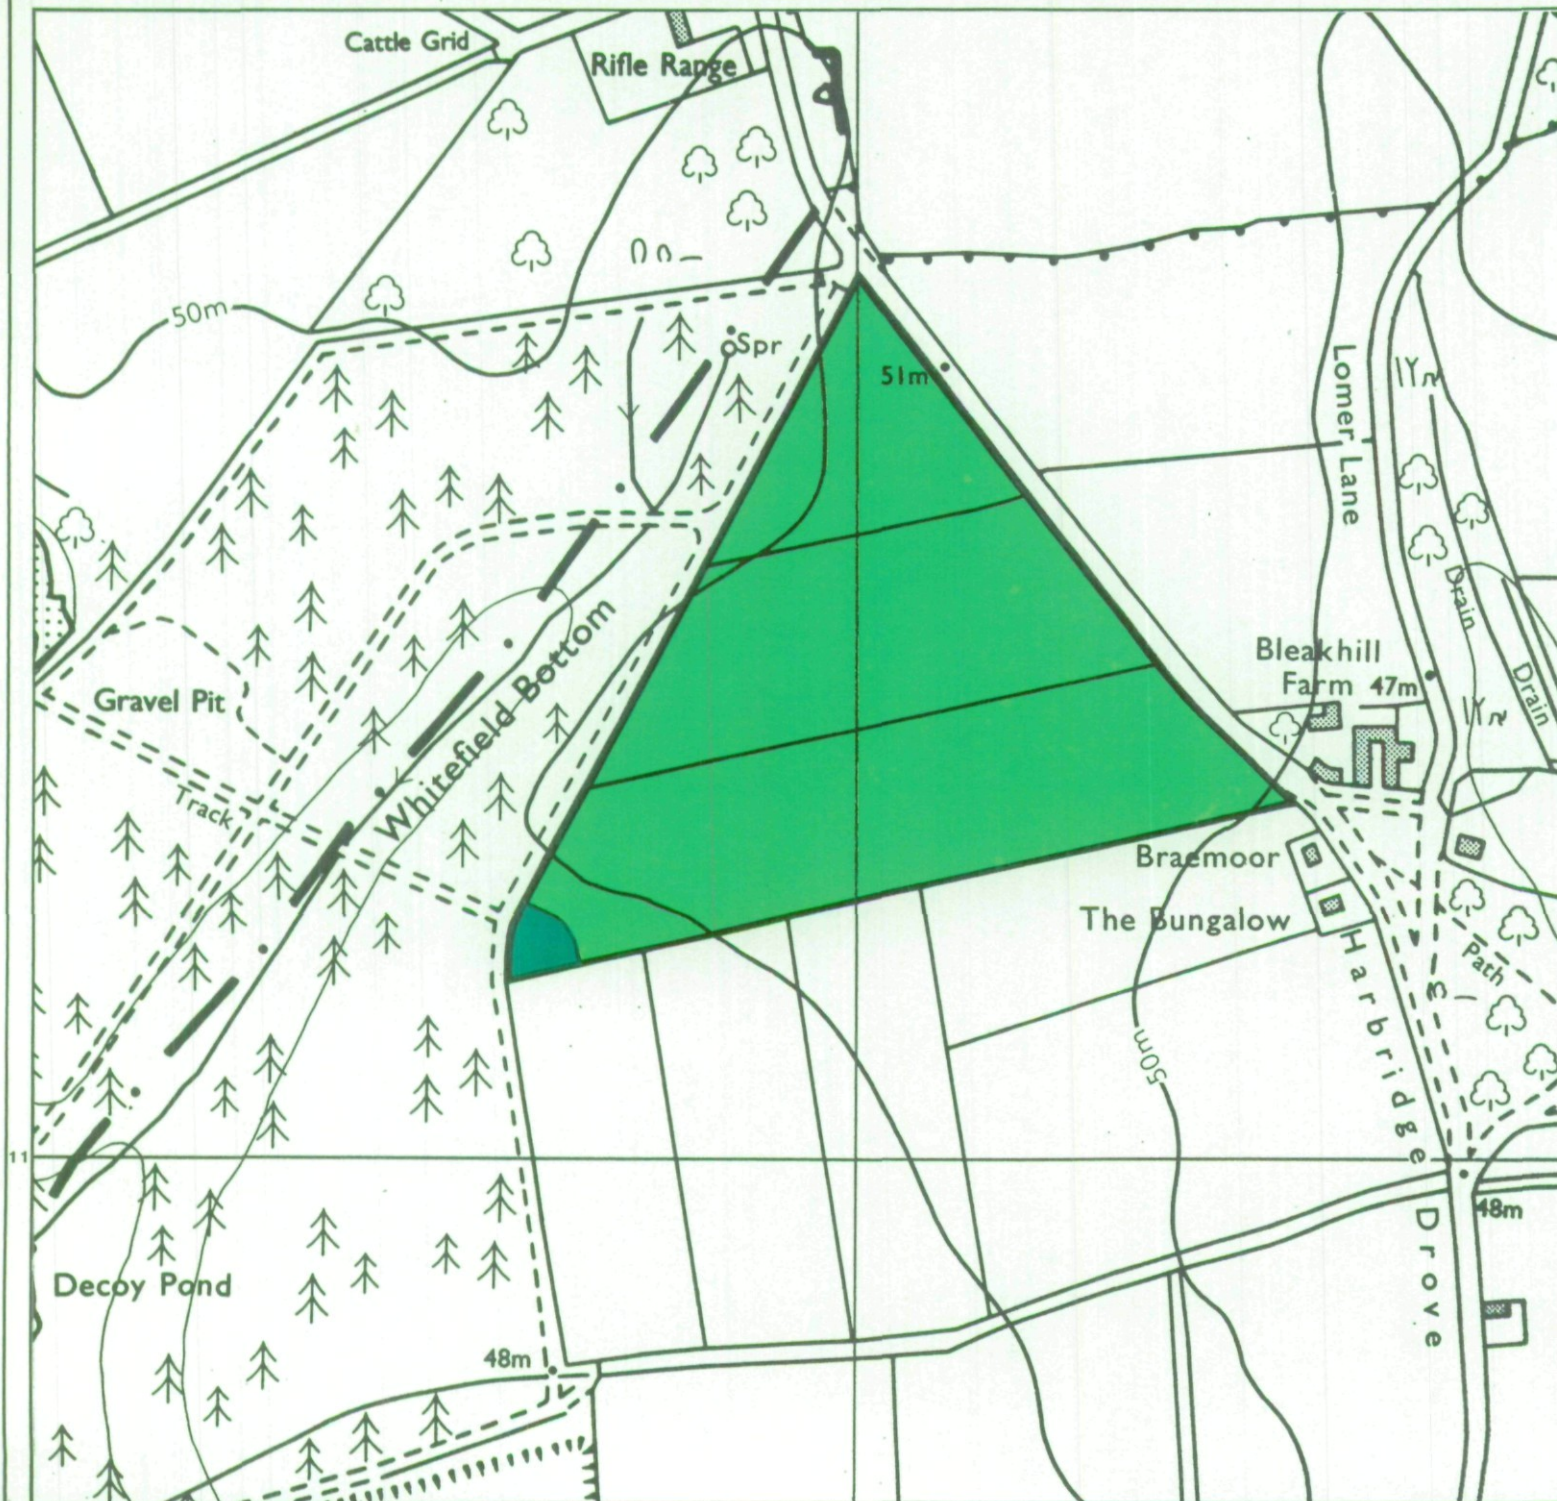 Cattle Grid
Rifle Range
50m
Spr
51m
Lomer Lane
Drain
Bleakhill
Farm 47m
Drain
Gravel Pit
Whitefield Bottom
Track
Braemoor
The Bungalow
Path
Harbridge Drove
50m
11
48m
Decoy Pond
48m